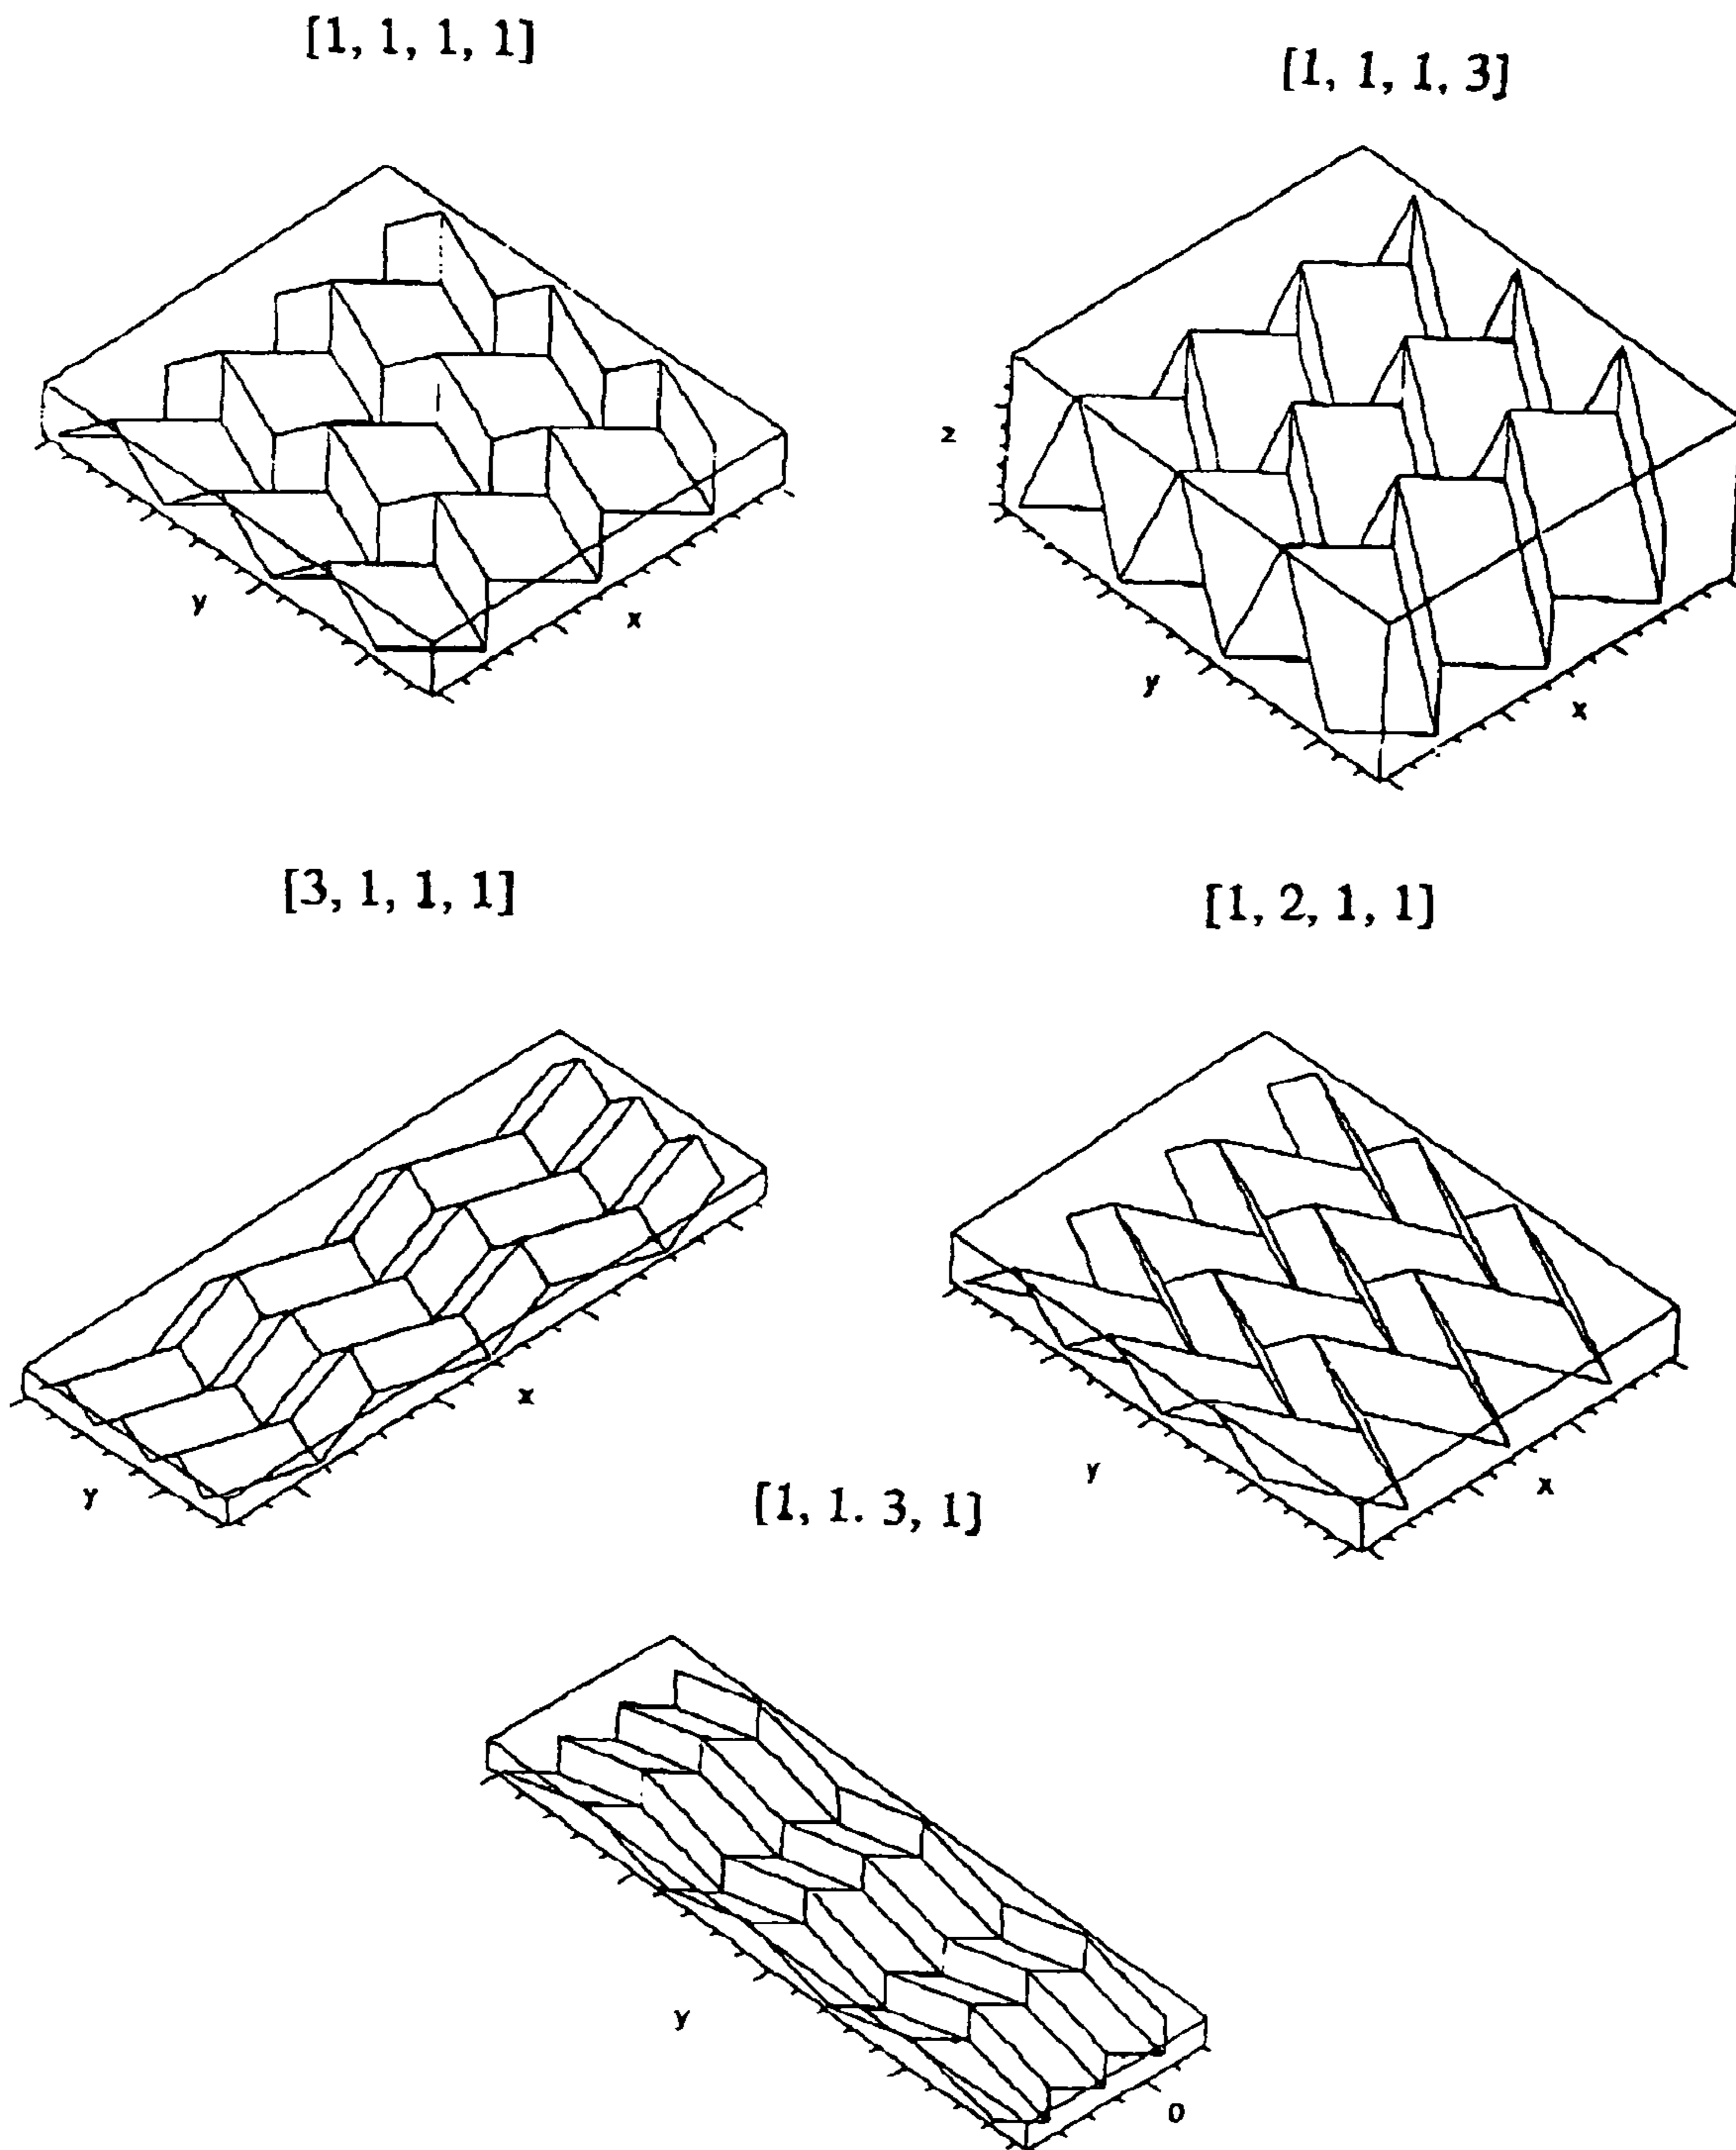 [1, 1, 1, 1]
[1, 1, 1, 3]
z
y
x
y
x
[3, 1, 1, 1]
[1, 2, 1, 1]
x
y
y
x
[1, 1. 3, 1]
y
0